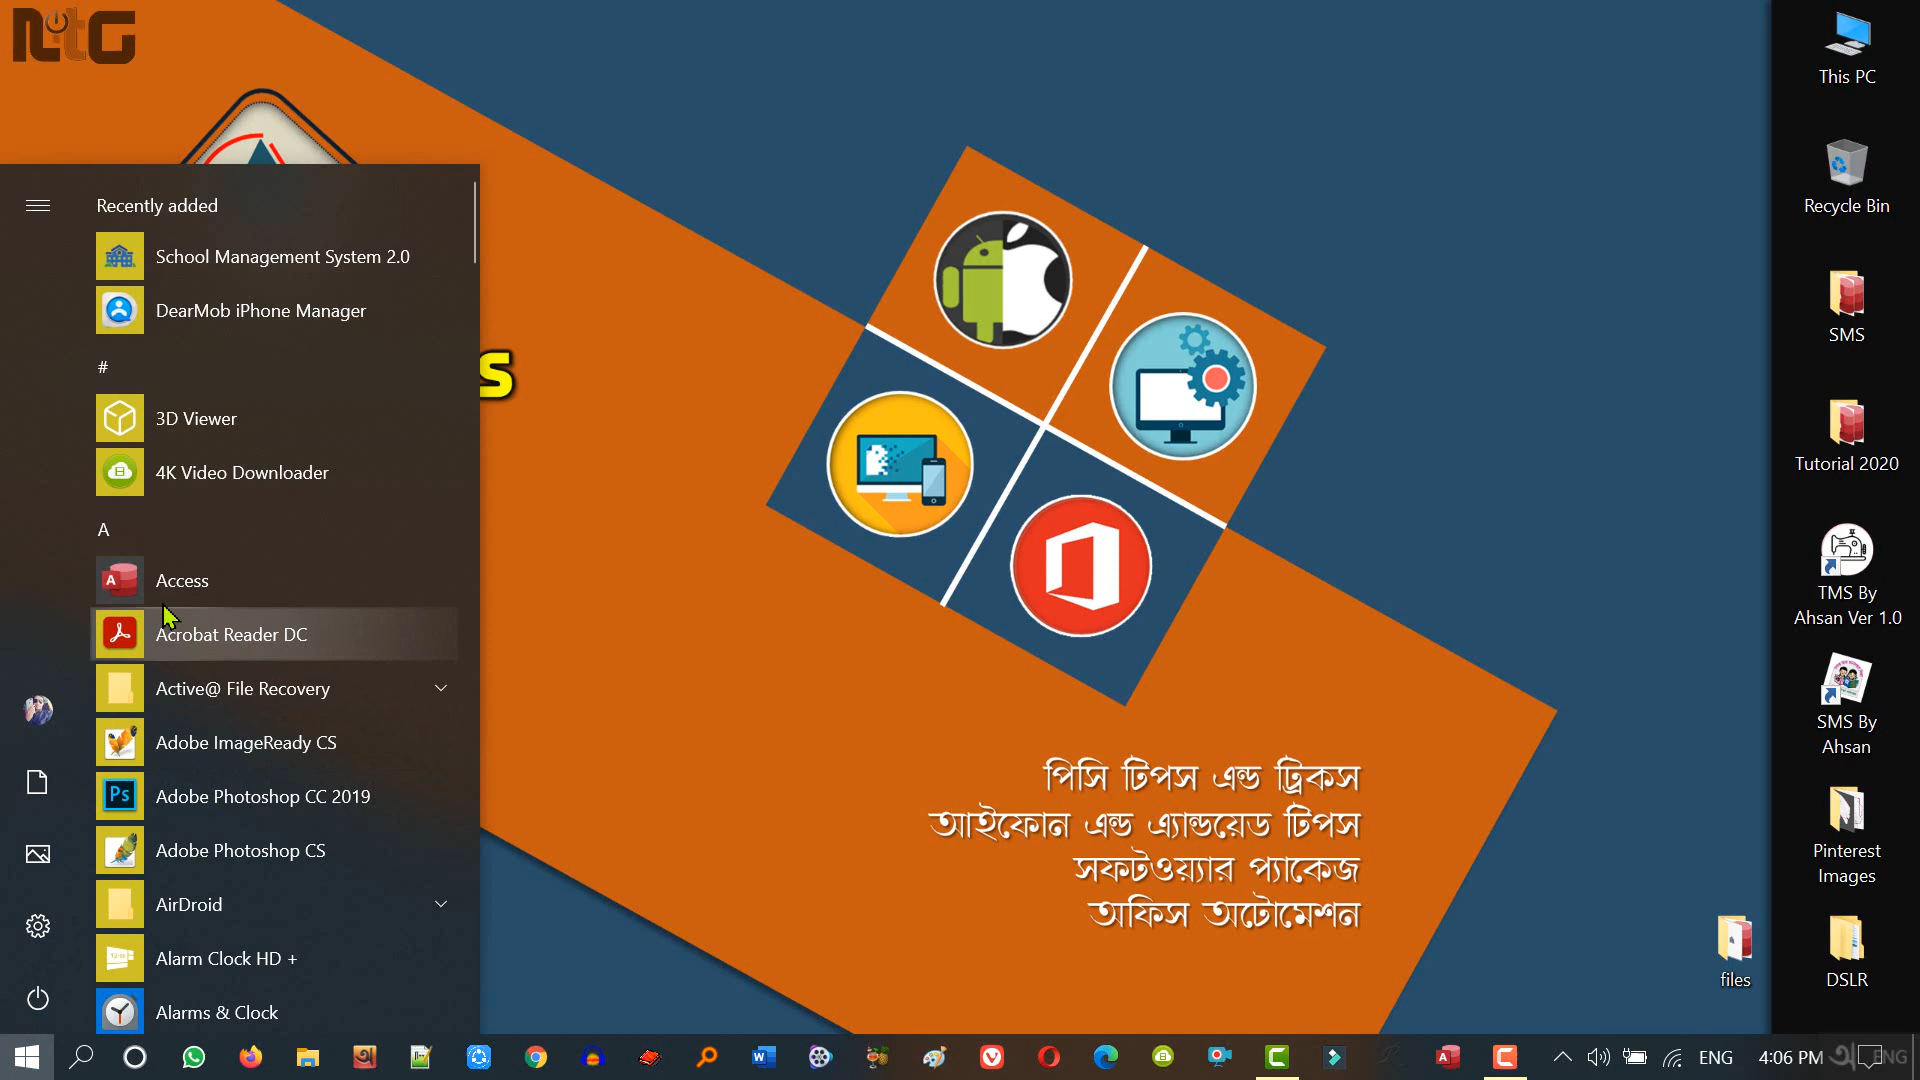 NtG
Recently added
School Management System 2.0
DearMob iPhone Manager
#
3D Viewer
4K Video Downloader
A
Access
Acrobat Reader DC
Active@ File Recovery
Adobe ImageReady CS
Adobe Photoshop CC 2019
Adobe Photoshop CS
AirDroid
Alarm Clock HD +
Alarms & Clock
s
পিসি টিপস এন্ড ট্রিকস
আইফোন এন্ড এ্যান্ডয়েড টিপস
সফটওয়্যার প্যাকেজ
অফিস অটোমেশন
This PC
Recycle Bin
SMS
Tutorial 2020
TMS By
Ahsan Ver 1.0
SMS By
Ahsan
Pinterest
Images
files
DSLR
ENG
4:06 PM
অ ENG